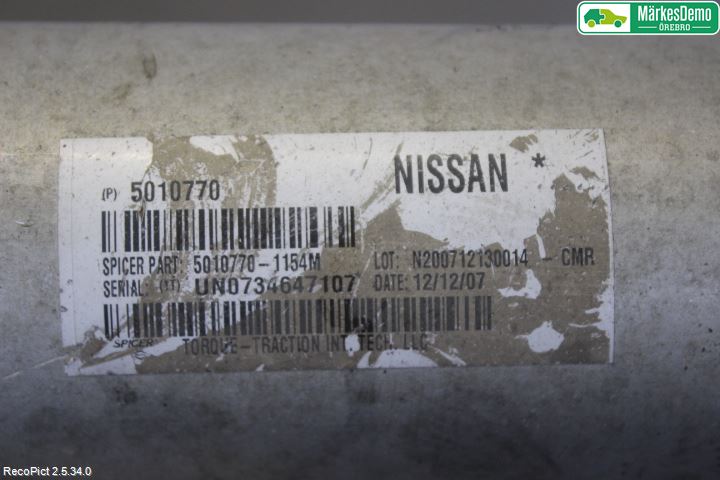 MärkesDemo
ÖREBRO
(P) 5010770
NISSAN *
SPICER PART: 5010770-1154M LOT: N200712130014 - CMR
SERIAL: (1T) UN0734647107 DATE: 12/12/07
SPICER TORQUE-TRACTION INT. TECH, LLC
RecoPict 2.5.34.0